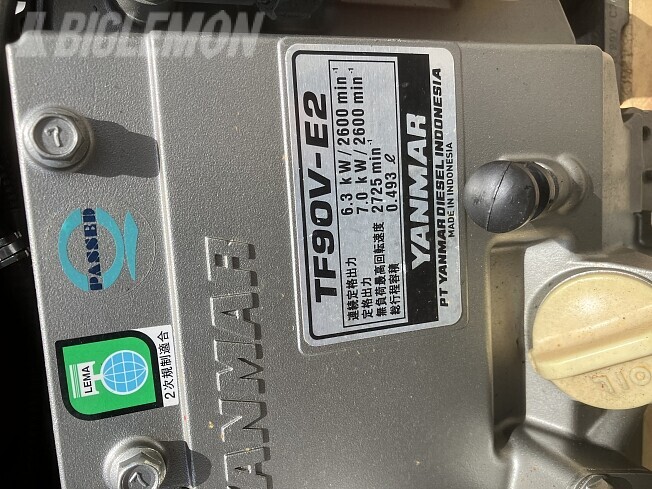 BIGLEMON
TF90V-E2
連続定格出力 6.3 kW/2600 min⁻¹
定格出力 7.0 kW/2600 min⁻¹
無負荷最高回転速度 2725 min⁻¹
総行程容積 0.493 ℓ
YANMAR
PT YANMAR DIESEL INDONESIA
MADE IN INDONESIA
PASSED
LEMA
2次規制適合
YANMAR
7
7
OIL